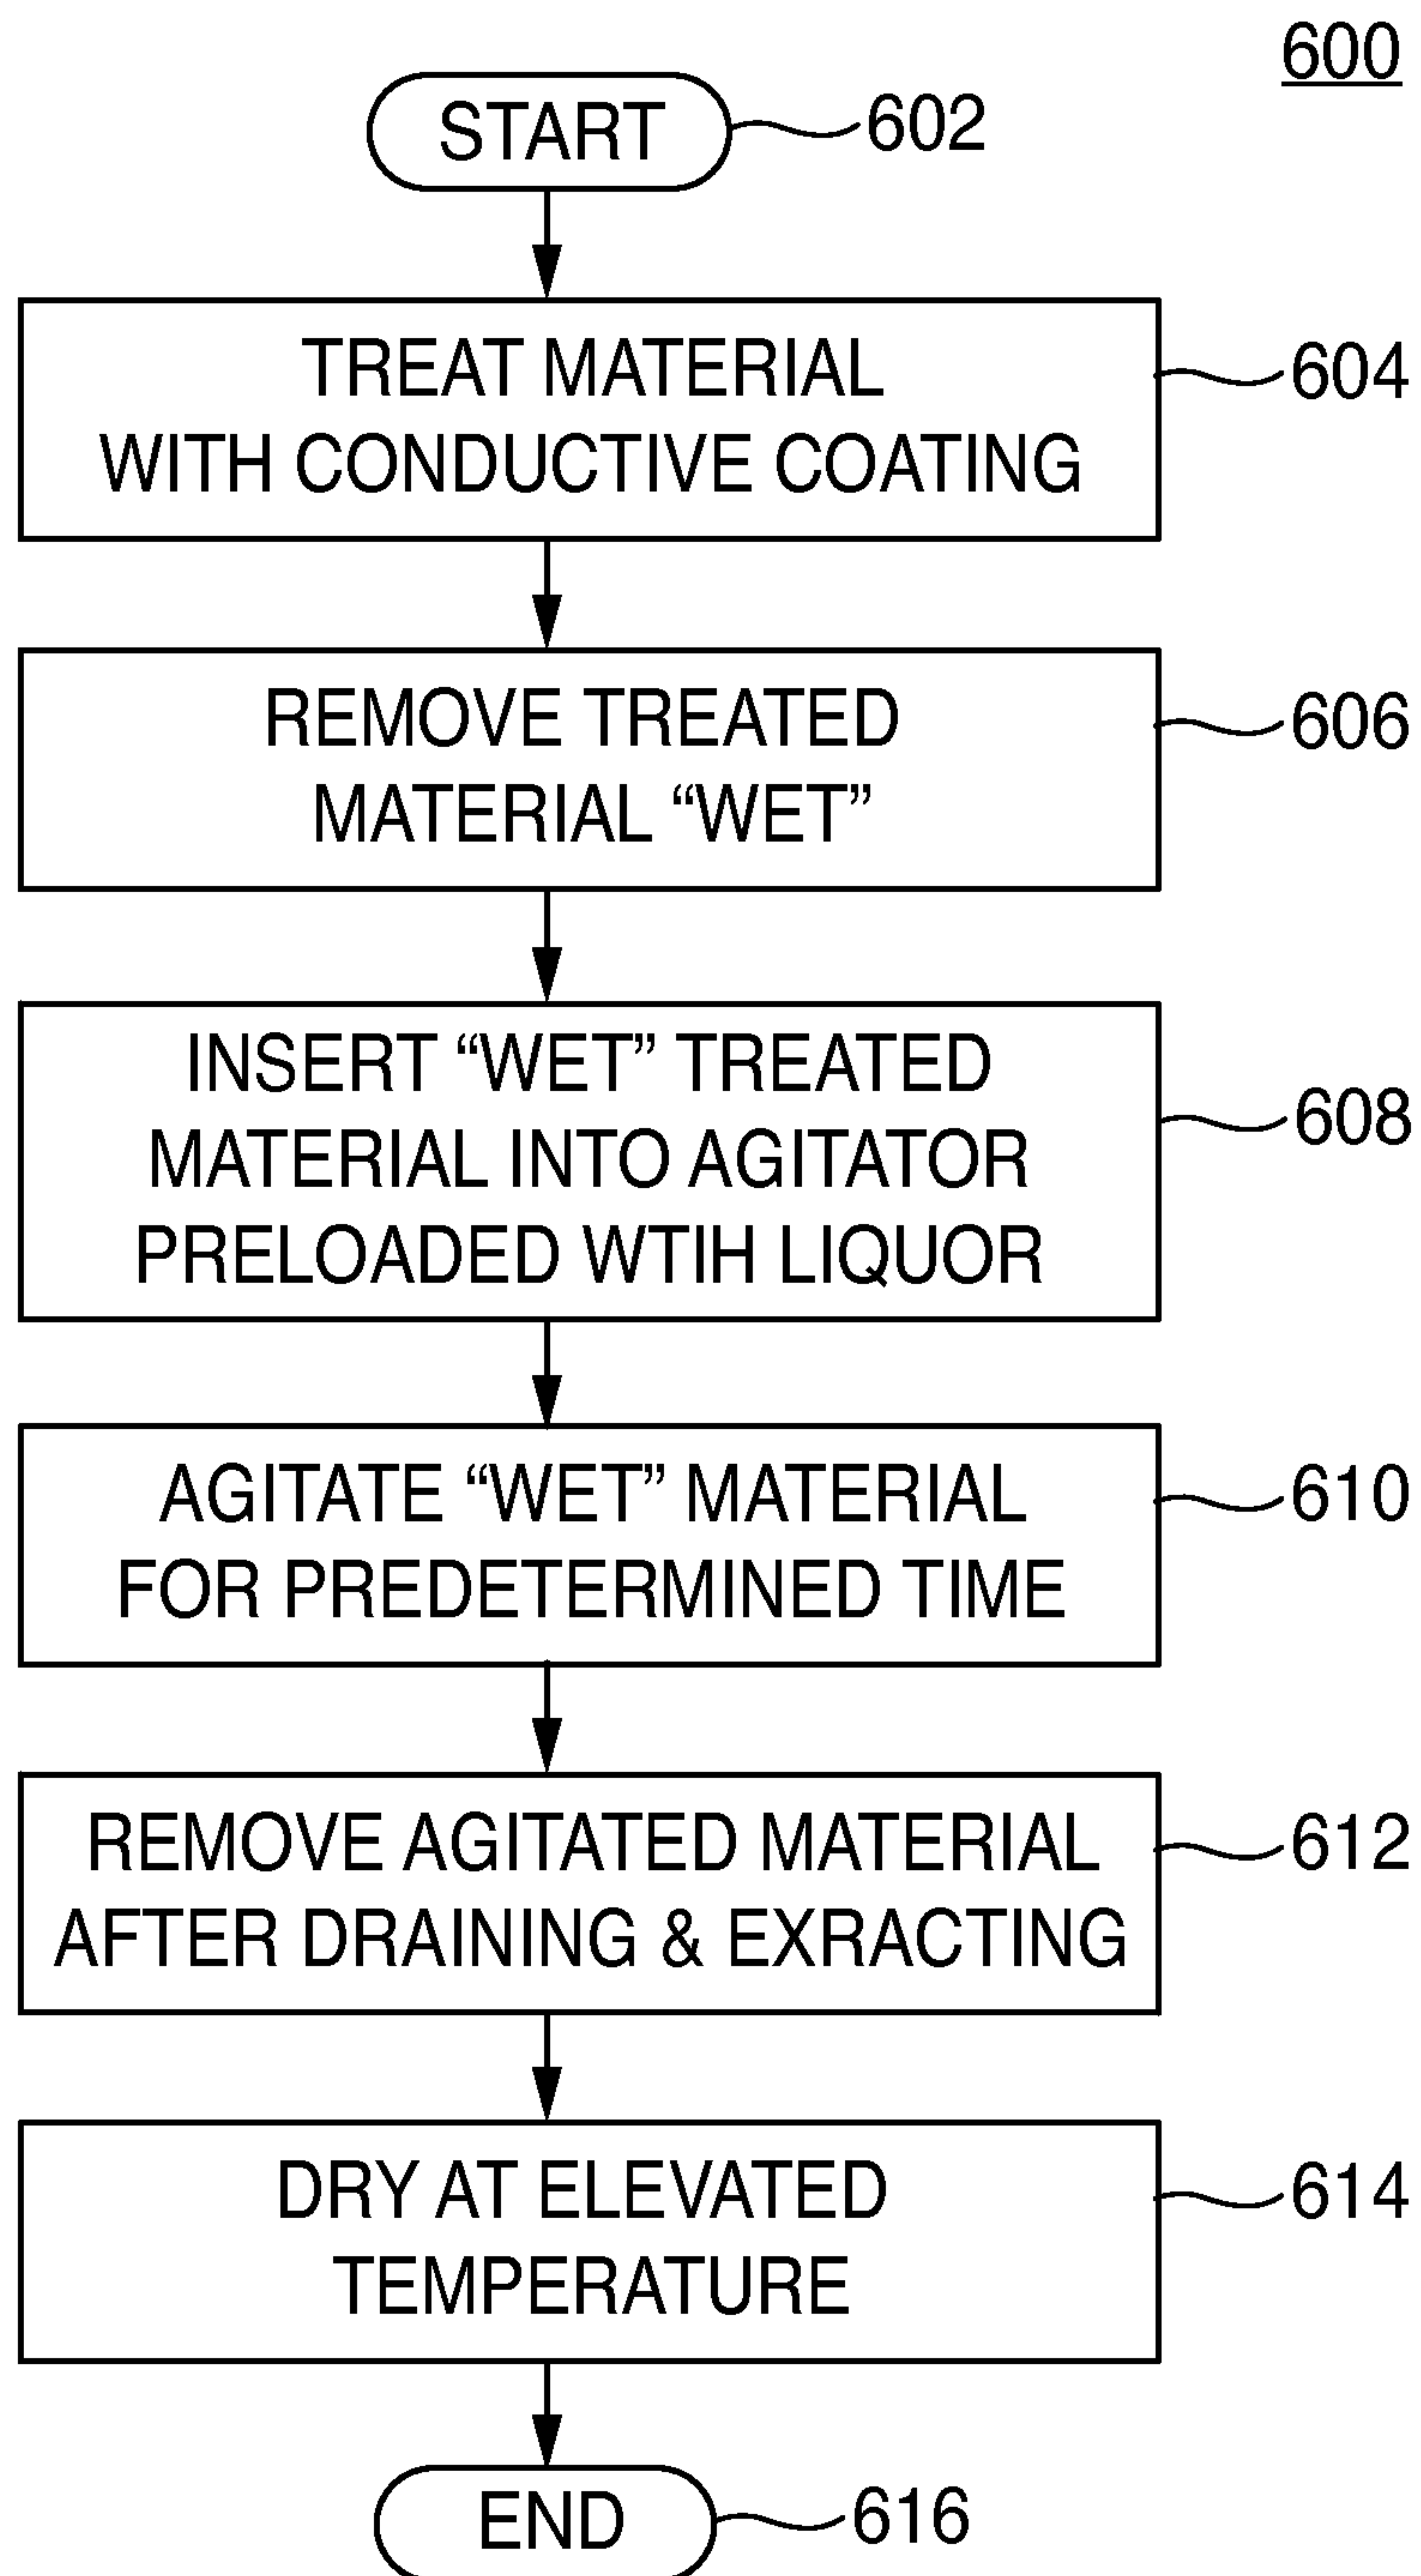 600
START
602
TREAT MATERIAL
WITH CONDUCTIVE COATING
604
REMOVE TREATED
MATERIAL “WET”
606
INSERT “WET” TREATED
MATERIAL INTO AGITATOR
PRELOADED WTIH LIQUOR
608
AGITATE “WET” MATERIAL
FOR PREDETERMINED TIME
610
REMOVE AGITATED MATERIAL
AFTER DRAINING & EXRACTING
612
DRY AT ELEVATED
TEMPERATURE
614
END
616